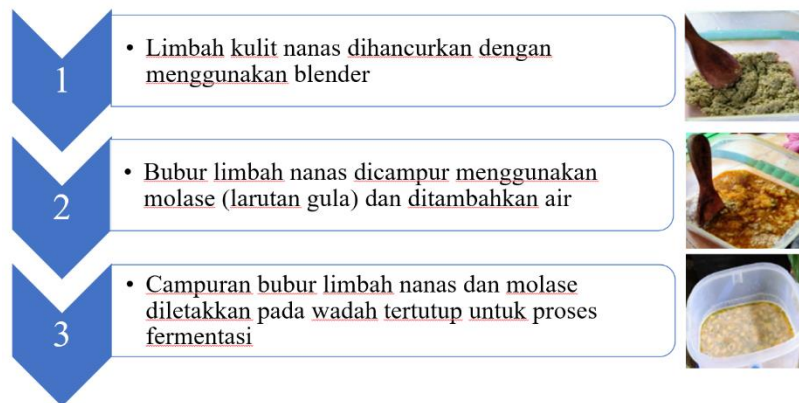 1
• Limbah kulit nanas dihancurkan dengan
menggunakan blender
2
• Bubur limbah nanas dicampur menggunakan
molase (larutan gula) dan ditambahkan air
3
• Campuran bubur limbah nanas dan molase
diletakkan pada wadah tertutup untuk proses
fermentasi